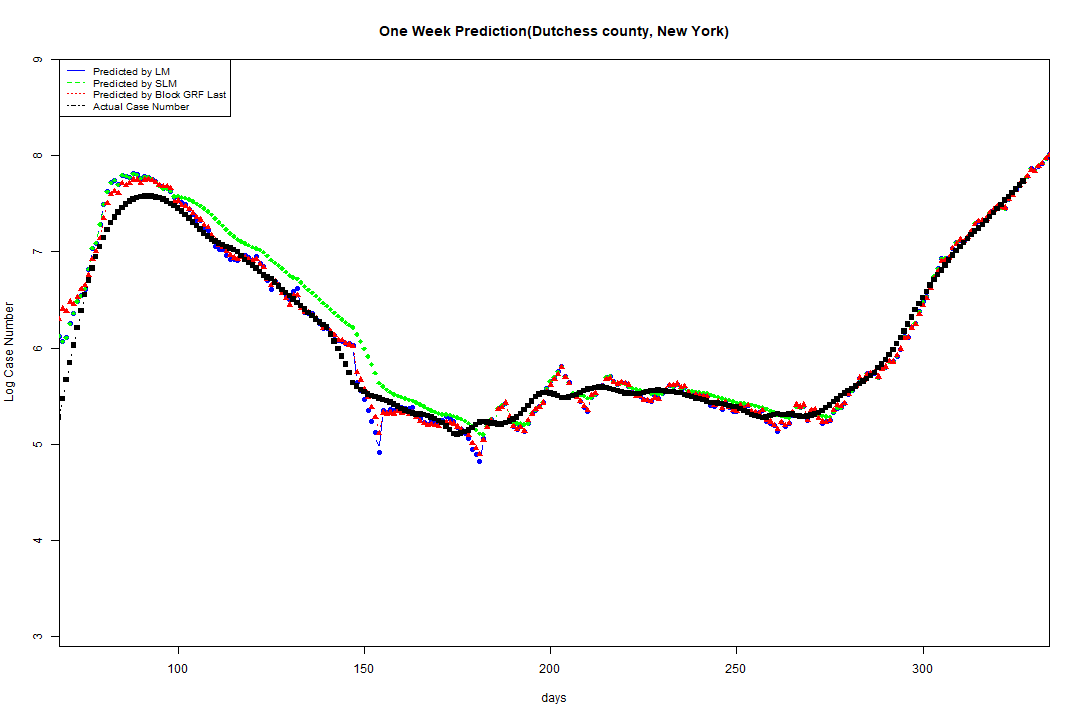 One Week Prediction(Dutchess county, New York)
Predicted by LM
Predicted by SLM
Predicted by Block GRF Last
Actual Case Number
9
8
7
6
5
4
3
Log Case Number
100 150 200 250 300
days